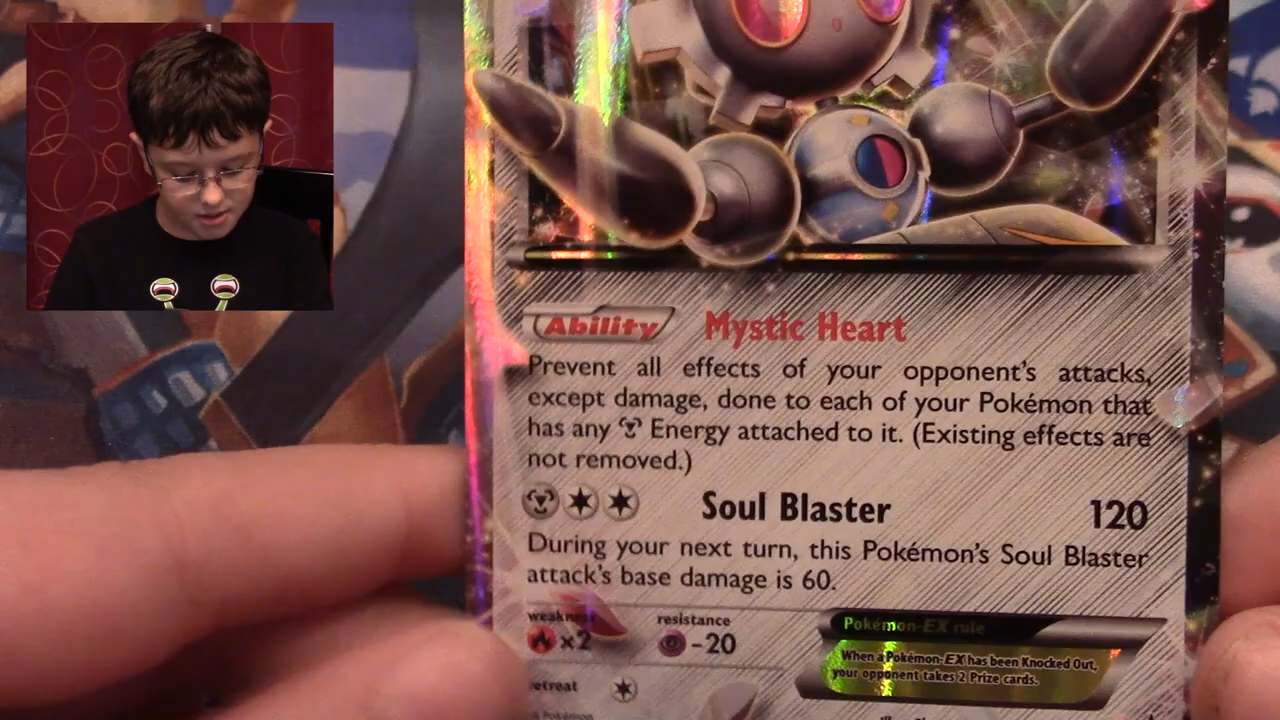 Ability Mystic Heart
Prevent all effects of your opponent's attacks,
except damage, done to each of your Pokémon that
has any Energy attached to it. (Existing effects are
not removed.)
Soul Blaster 120
During your next turn, this Pokémon's Soul Blaster
attack's base damage is 60.
weakness resistance
×2 -20
Pokémon-EX rule
When a Pokémon-EX has been Knocked Out,
your opponent takes 2 Prize cards.
retreat